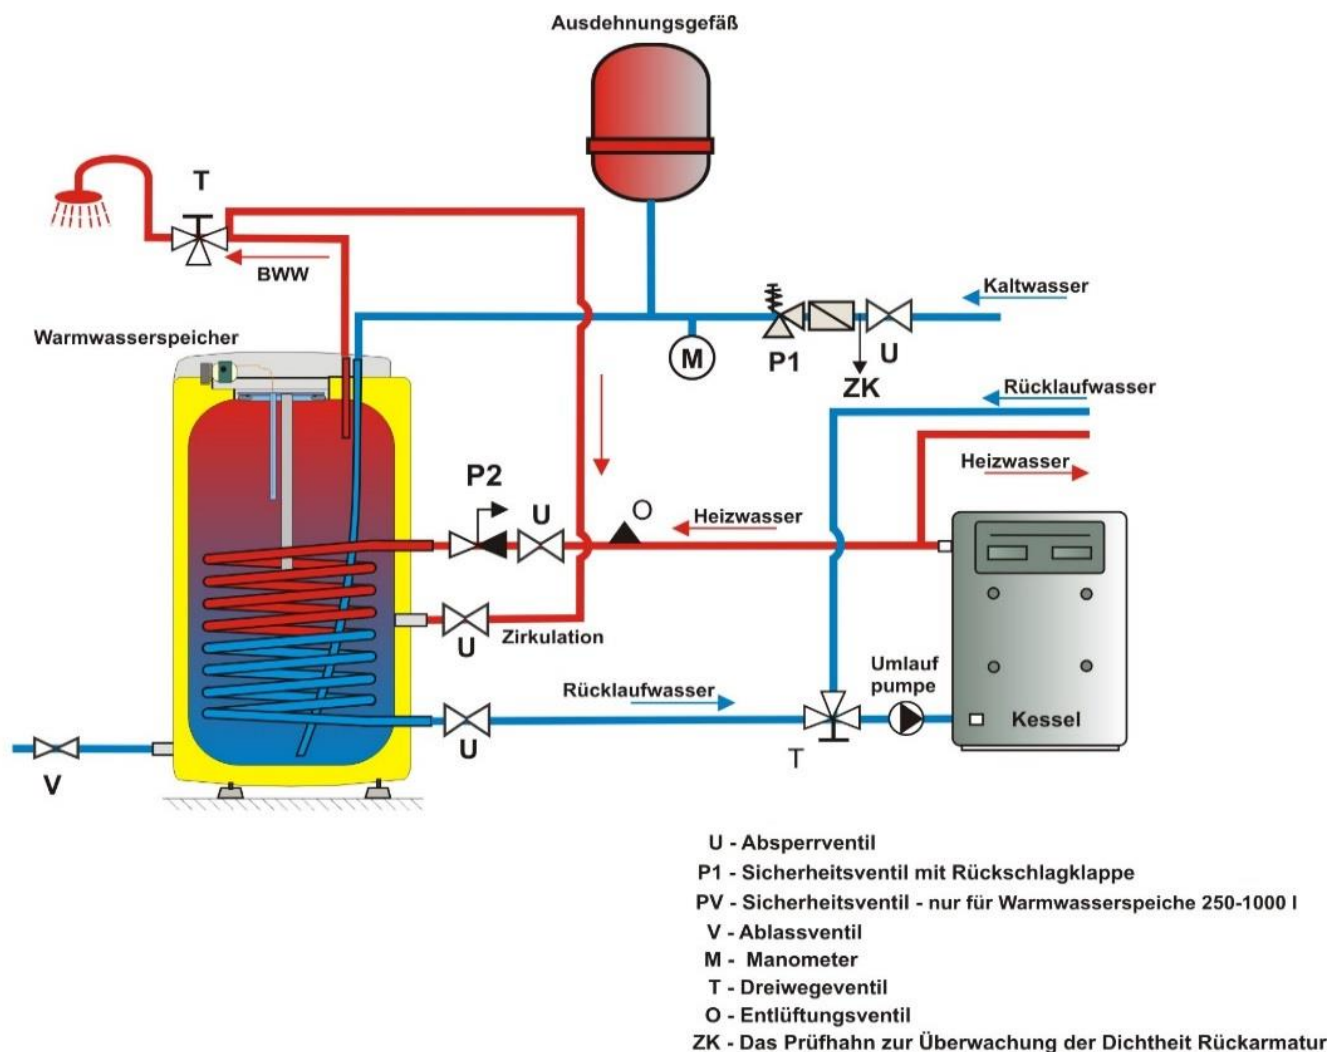 Ausdehnungsgefäß
T
BWW
Kaltwasser
Warmwasserspeicher
M
P1
U
ZK
Rücklaufwasser
Heizwasser
P2
U
O
Heizwasser
U
Zirkulation
Umlauf
pumpe
Rücklaufwasser
Kessel
U
T
V
U - Absperrventil
P1 - Sicherheitsventil mit Rückschlagklappe
PV - Sicherheitsventil - nur für Warmwasserspeiche 250-1000 l
V - Ablassventil
M - Manometer
T - Dreiwegeventil
O - Entlüftungsventil
ZK - Das Prüfhahn zur Überwachung der Dichtheit Rückarmatur